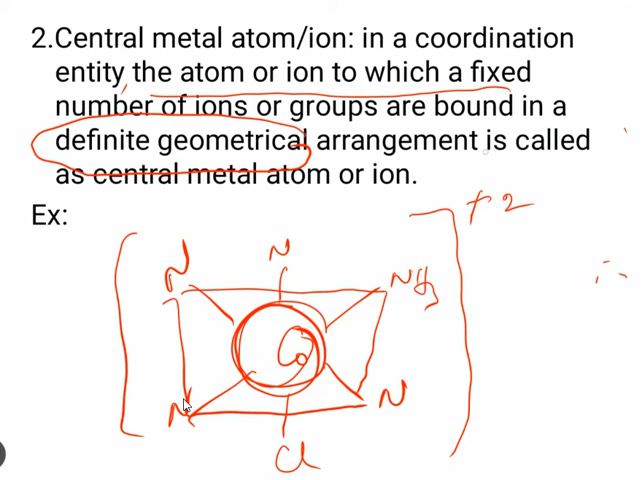 2.Central metal atom/ion: in a coordination
entity the atom or ion to which a fixed
number of ions or groups are bound in a
definite geometrical arrangement is called
as central metal atom or ion.
Ex:
+2
N N NH3
Co
N N
Cl